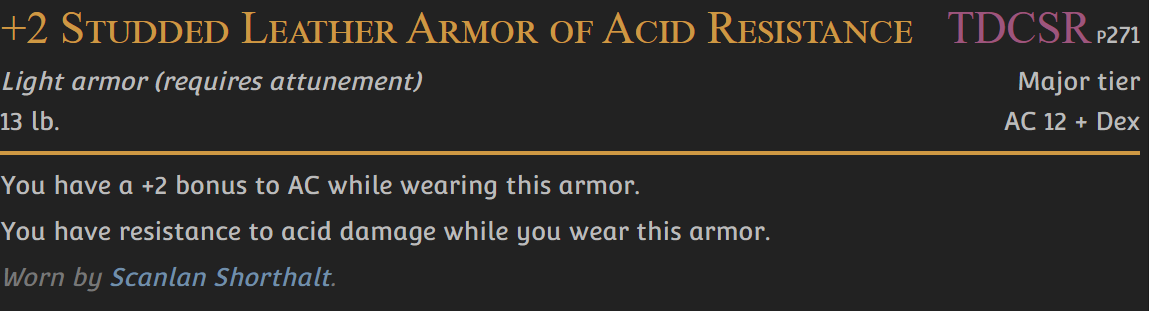 +2 Studded Leather Armor of Acid Resistance TDCSR p271
Light armor (requires attunement) Major tier
13 lb. AC 12 + Dex
You have a +2 bonus to AC while wearing this armor.
You have resistance to acid damage while you wear this armor.
Worn by Scanlan Shorthalt.